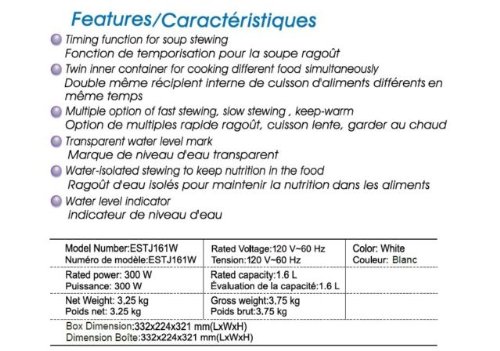 Features/Caractéristiques
Timing function for soup stewing
Fonction de temporisation pour la soupe ragoût
Twin inner container for cooking different food simultaneously
Double même récipient interne de cuisson d'aliments différents en
même temps
Multiple option of fast stewing, slow stewing , keep-warm
Option de multiples rapide ragoût, cuisson lente, garder au chaud
Transparent water level mark
Marque de niveau d'eau transparent
Water-isolated stewing to keep nutrition in the food
Ragoût d'eau isolés pour maintenir la nutrition dans les aliments
Water level indicator
indicateur de niveau d'eau
Model Number:ESTJ161W Rated Voltage:120 V~60 Hz Color: White
Numéro de modèle:ESTJ161W Tension:120 V~60 Hz Couleur: Blanc
Rated power: 300 W Rated capacity:1.6 L
Puissance: 300 W Évaluation de la capacité:1.6 L
Net Weight: 3,25 kg Gross weight:3,75 kg
Poids net: 3.25 kg Poids brut:3.75 kg
Box Dimension:332x224x321 mm(LxWxH)
Dimension Boîte:332x224x321 mm(LxWxH)